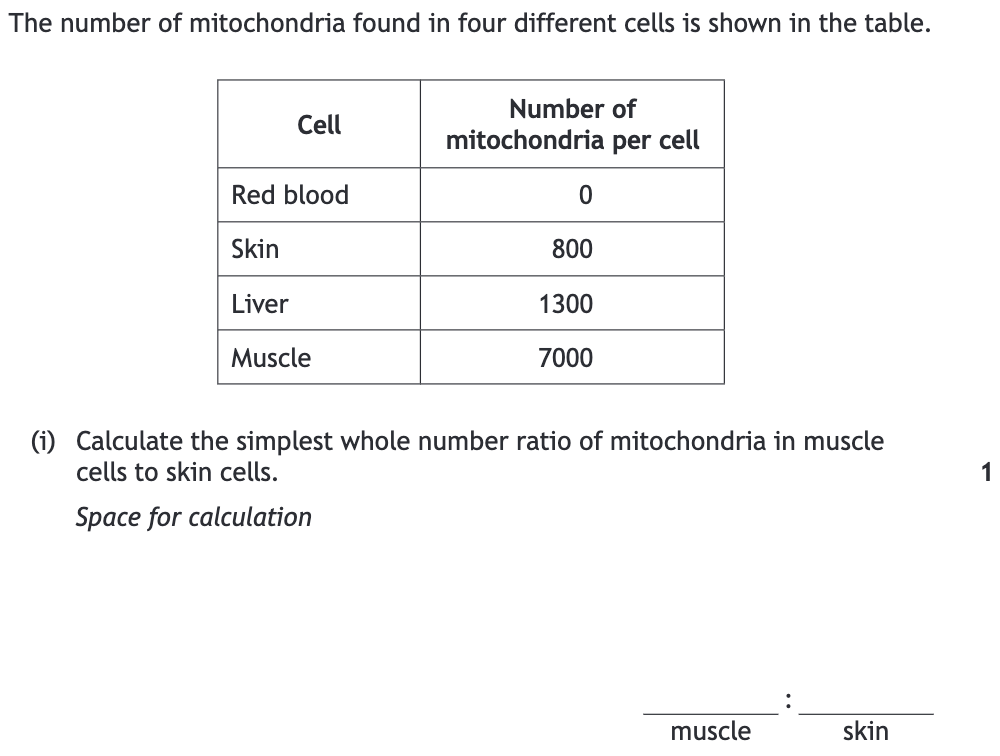 The number of mitochondria found in four different cells is shown in the table.
Cell
Number of
mitochondria per cell
Red blood
0
Skin
800
Liver
1300
Muscle
7000
(i) Calculate the simplest whole number ratio of mitochondria in muscle
cells to skin cells.
1
Space for calculation
:
muscle
skin